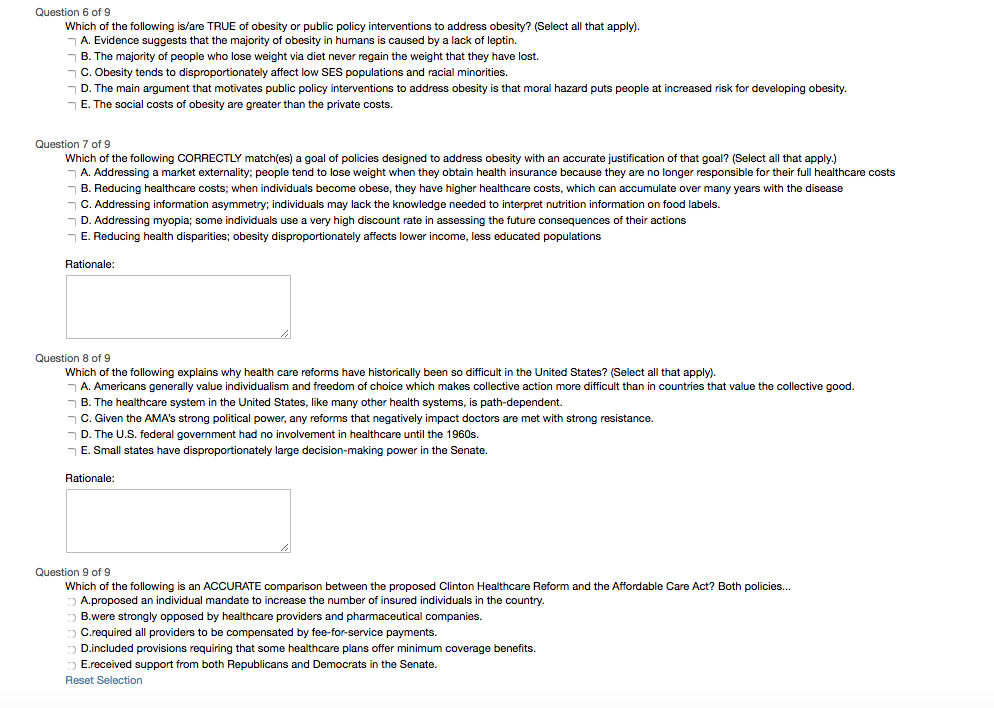 Question 6 of 9
Which of the following is/are TRUE of obesity or public policy interventions to address obesity? (Select all that apply).
A. Evidence suggests that the majority of obesity in humans is caused by a lack of leptin.
B. The majority of people who lose weight via diet never regain the weight that they have lost.
C. Obesity tends to disproportionately affect low SES populations and racial minorities.
D. The main argument that motivates public policy interventions to address obesity is that moral hazard puts people at increased risk for developing obesity.
E. The social costs of obesity are greater than the private costs.
Question 7 of 9
Which of the following CORRECTLY match(es) a goal of policies designed to address obesity with an accurate justification of that goal? (Select all that apply.)
A. Addressing a market externality; people tend to lose weight when they obtain health insurance because they are no longer responsible for their full healthcare costs
B. Reducing healthcare costs; when individuals become obese, they have higher healthcare costs, which can accumulate over many years with the disease
C. Addressing information asymmetry; individuals may lack the knowledge needed to interpret nutrition information on food labels.
D. Addressing myopia; some individuals use a very high discount rate in assessing the future consequences of their actions
E. Reducing health disparities; obesity disproportionately affects lower income, less educated populations
Rationale:
Question 8 of 9
Which of the following explains why health care reforms have historically been so difficult in the United States? (Select all that apply).
A. Americans generally value individualism and freedom of choice which makes collective action more difficult than in countries that value the collective good.
B. The healthcare system in the United States, like many other health systems, is path-dependent.
C. Given the AMA's strong political power, any reforms that negatively impact doctors are met with strong resistance.
D. The U.S. federal government had no involvement in healthcare until the 1960s.
E. Small states have disproportionately large decision-making power in the Senate.
Rationale:
Question 9 of 9
Which of the following is an ACCURATE comparison between the proposed Clinton Healthcare Reform and the Affordable Care Act? Both policies...
A.proposed an individual mandate to increase the number of insured individuals in the country.
B.were strongly opposed by healthcare providers and pharmaceutical companies.
C.required all providers to be compensated by fee-for-service payments.
D.included provisions requiring that some healthcare plans offer minimum coverage benefits.
E.received support from both Republicans and Democrats in the Senate.
Reset Selection